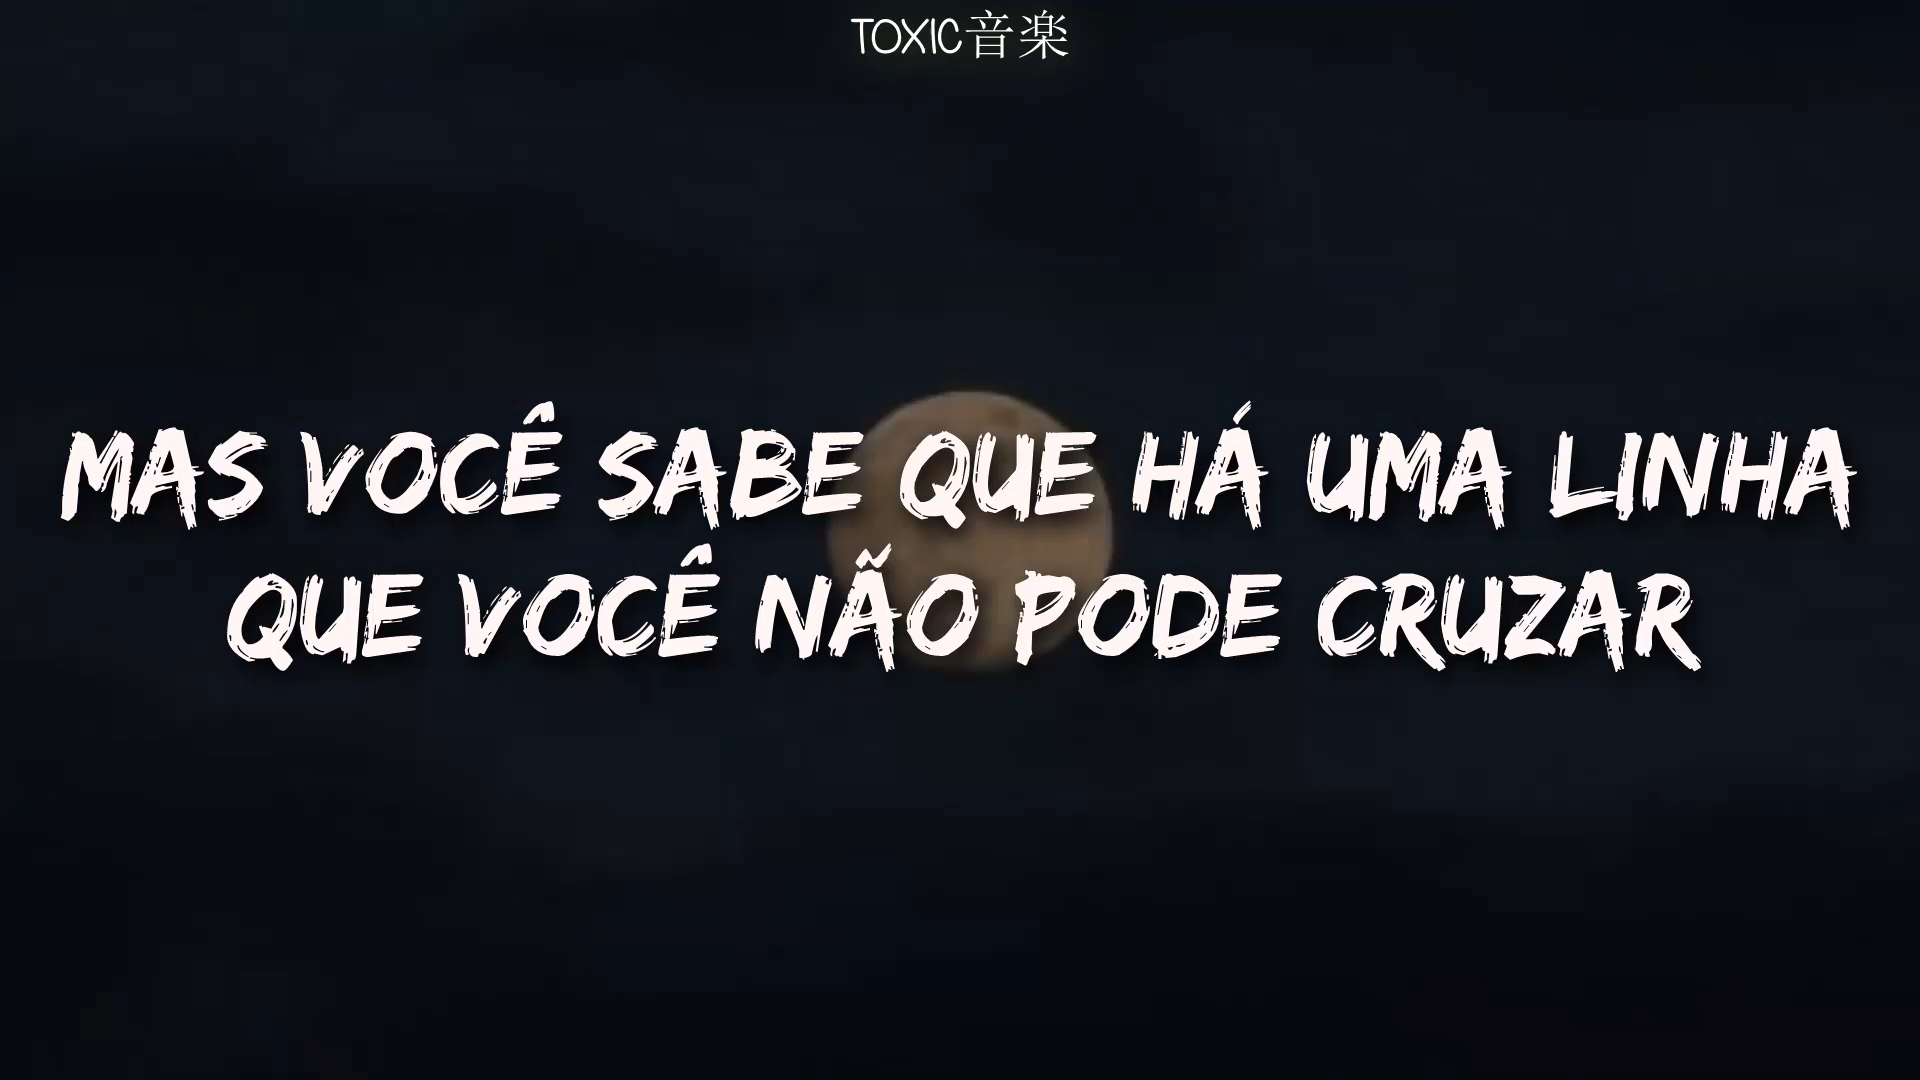 TOXIC音楽
MAS VOCÊ SABE QUE HÁ UMA LINHA
QUE VOCÊ NÃO PODE CRUZAR